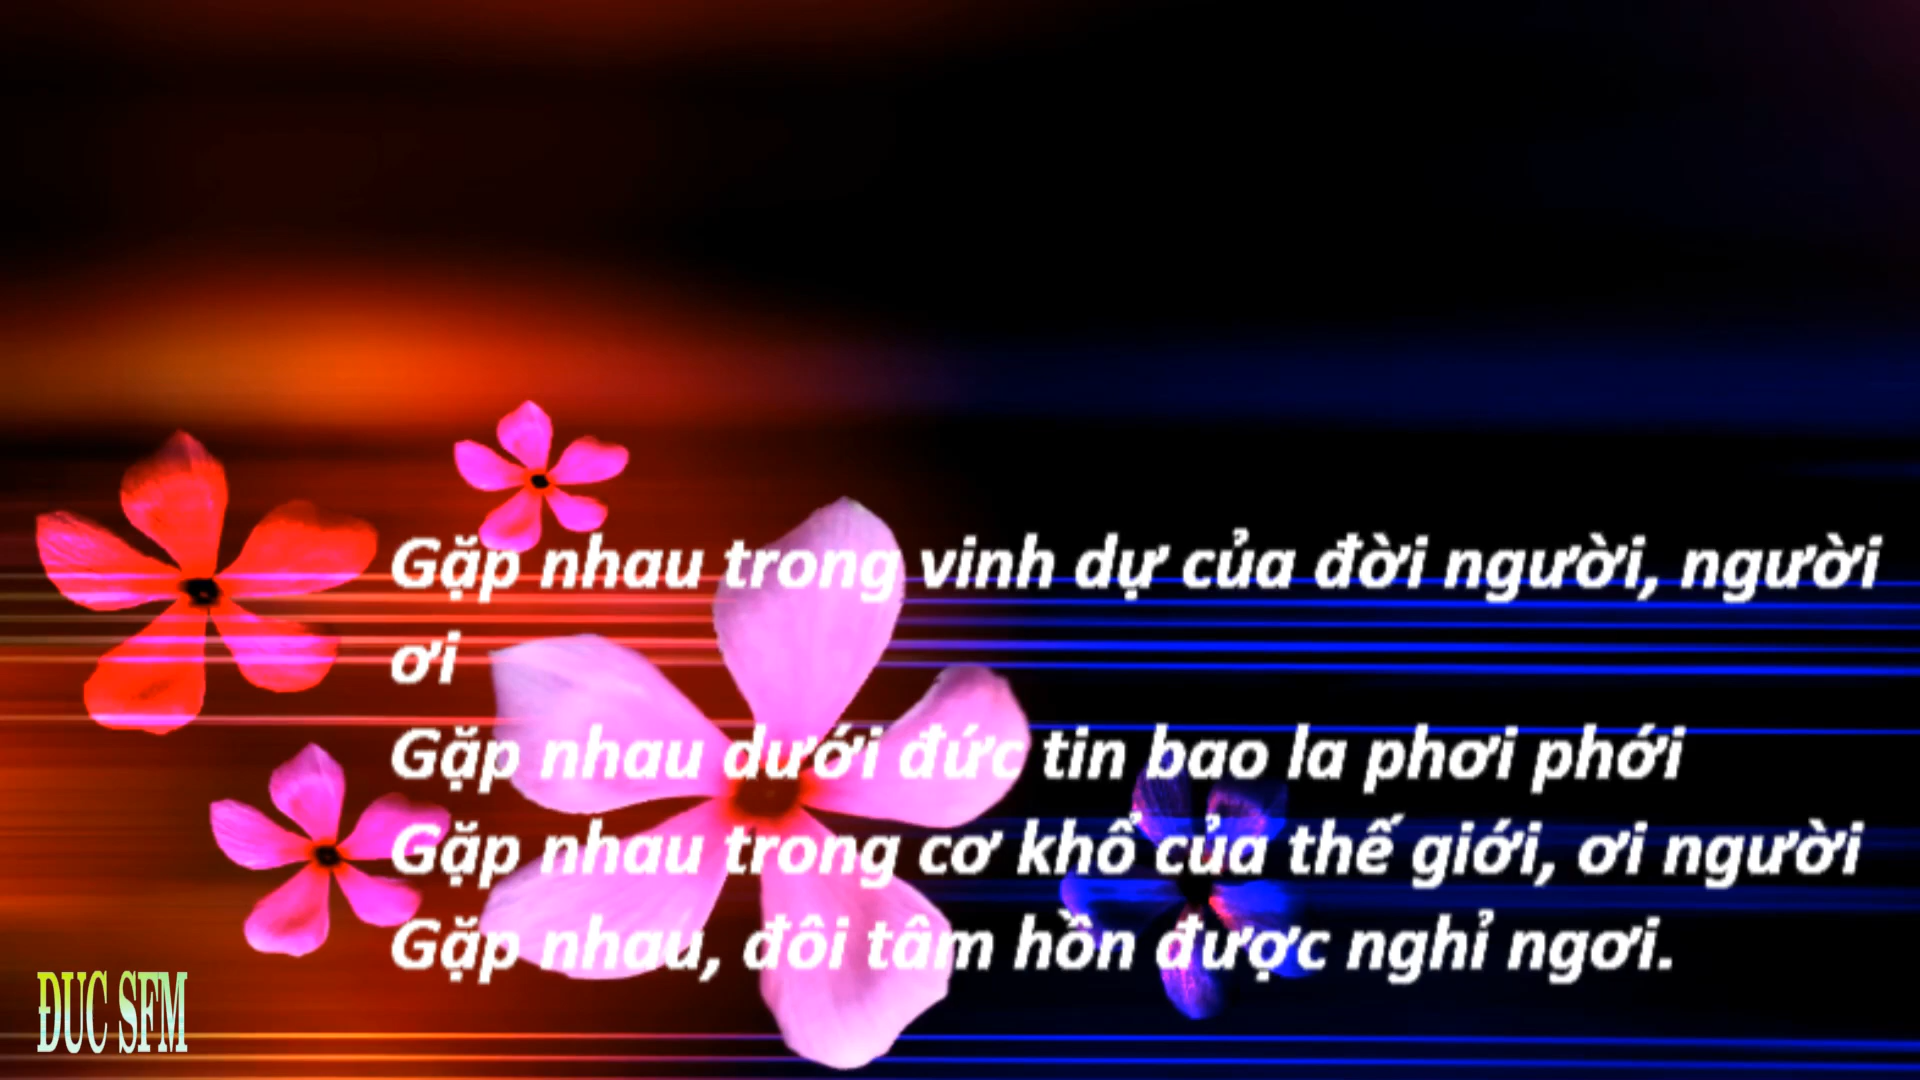 Gặp nhau trong vinh dự của đời người, người
ơi
Gặp nhau dưới đức tin bao la phơi phới
Gặp nhau trong cơ khổ của thế giới, ơi người
Gặp nhau, đôi tâm hồn được nghỉ ngơi.
ĐUC SFM